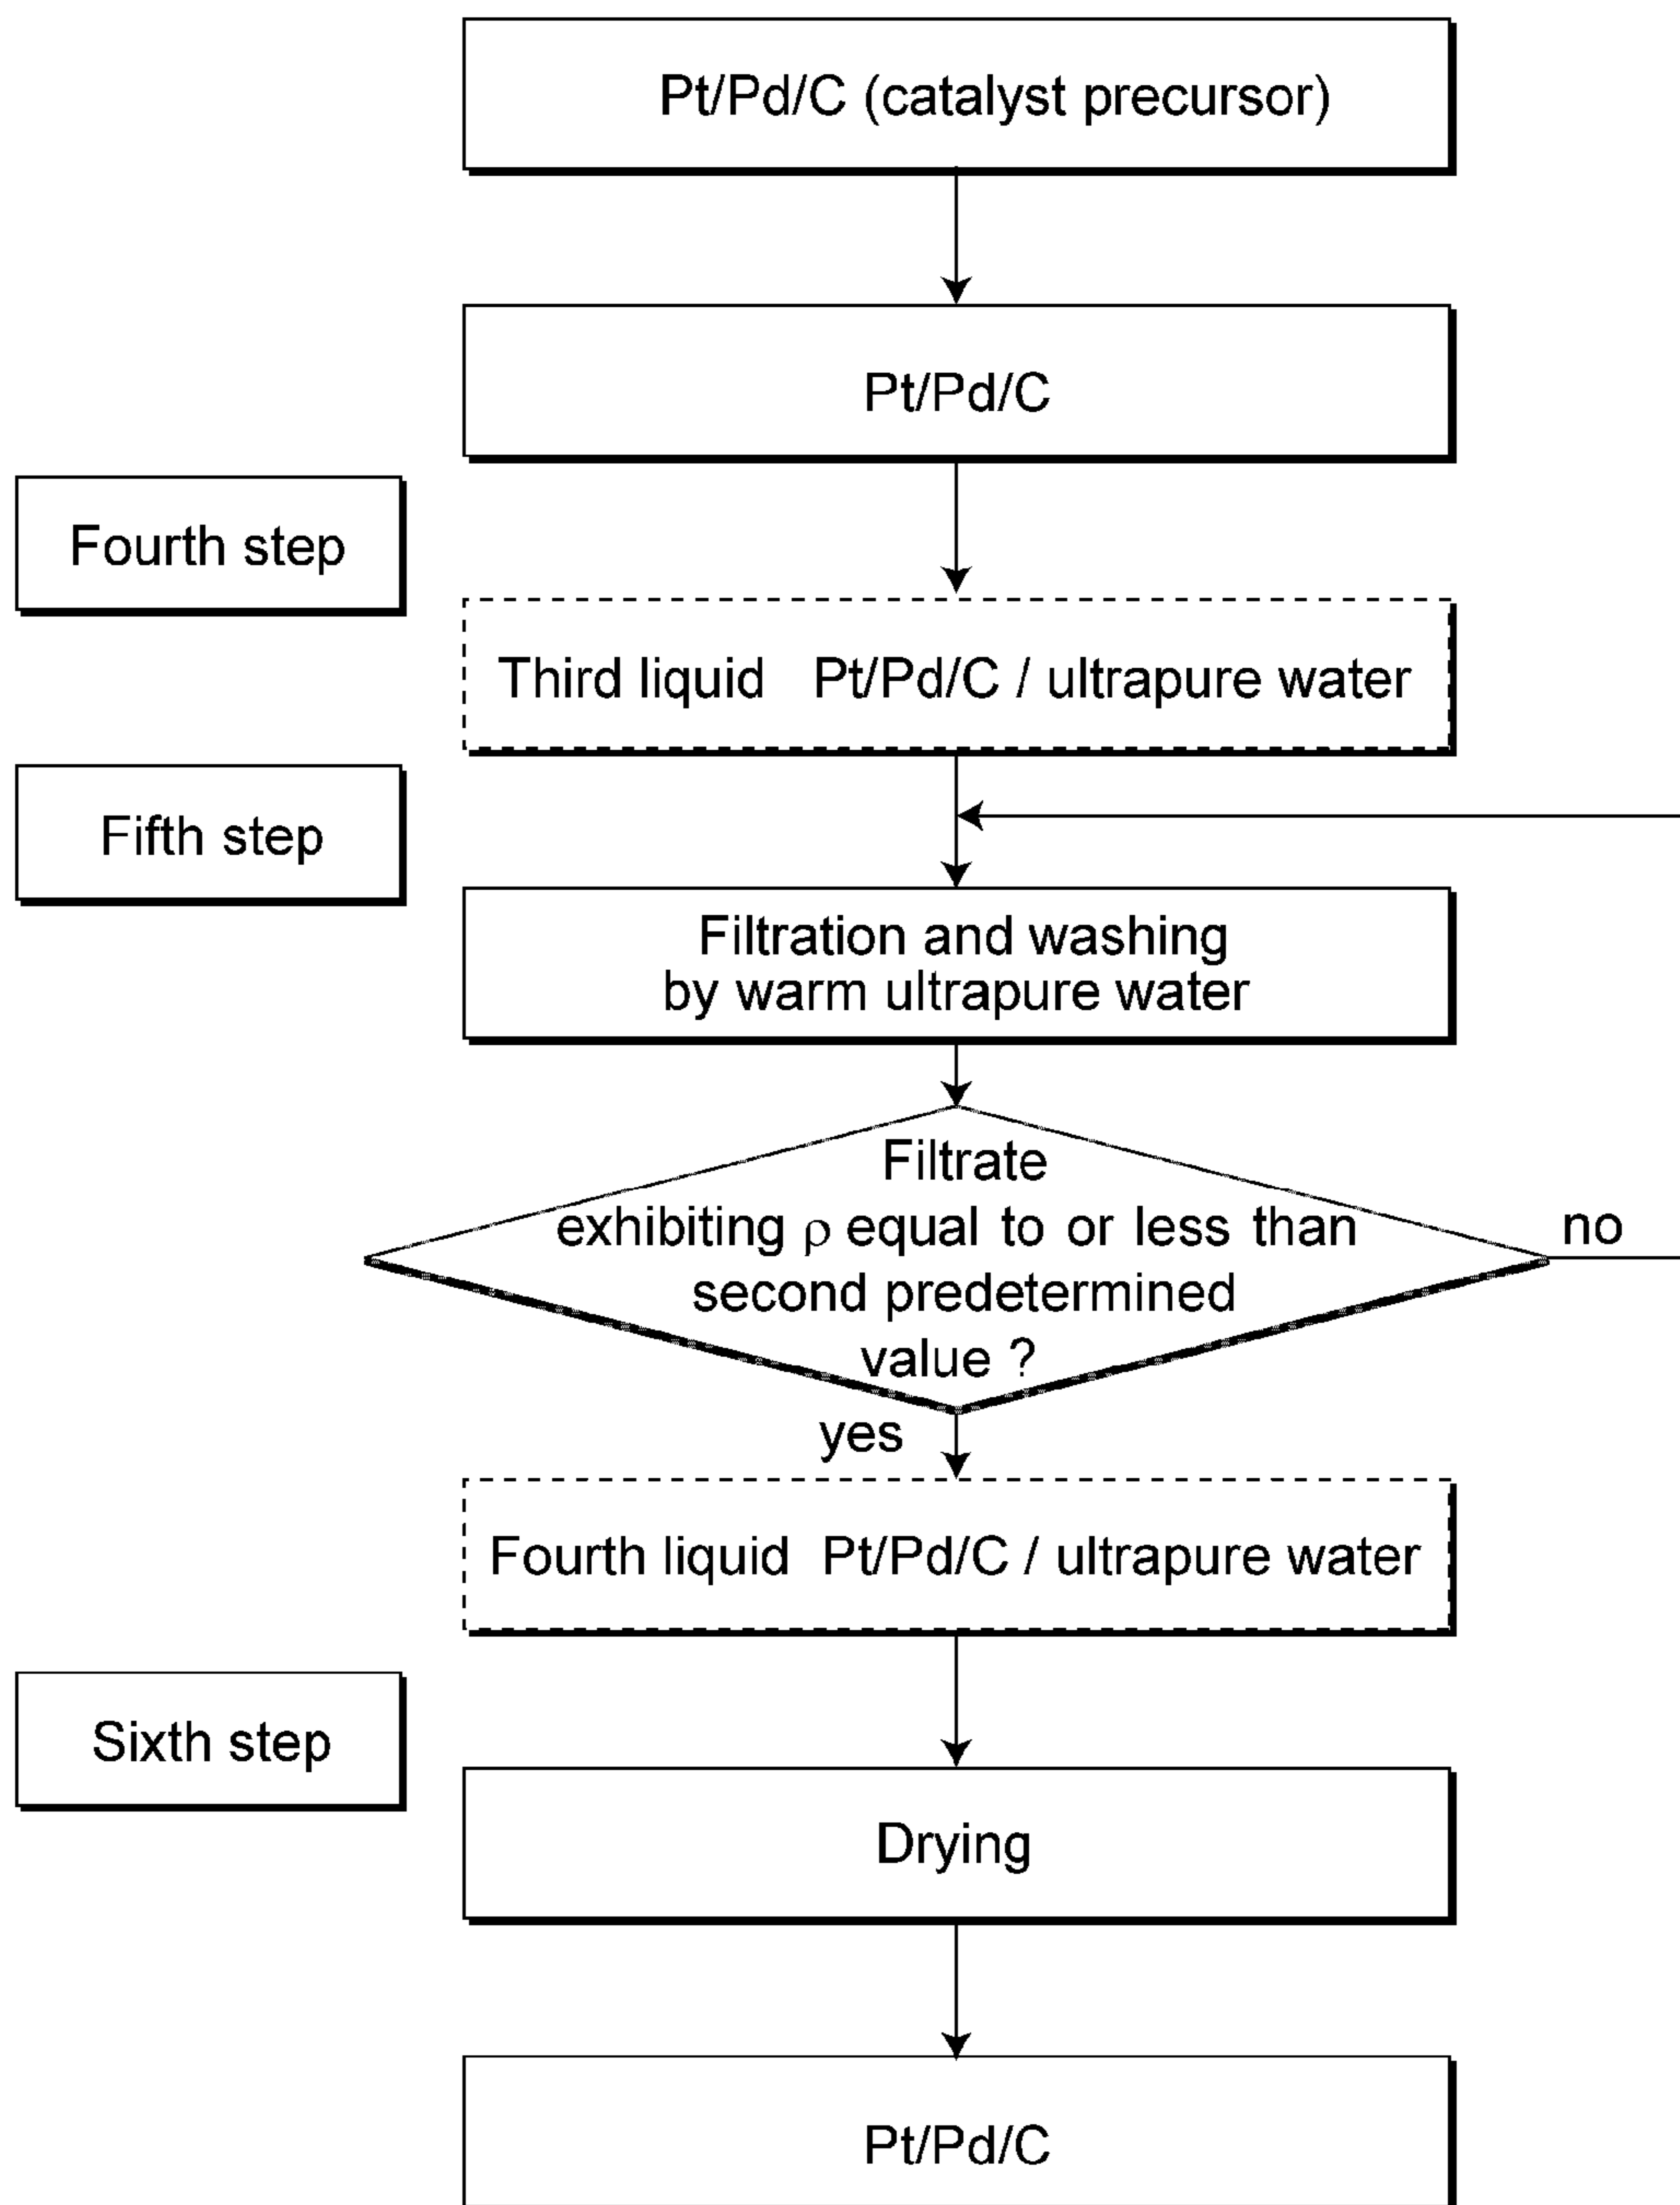 Pt/Pd/C (catalyst precursor)
Pt/Pd/C
Fourth step
Third liquid Pt/Pd/C / ultrapure water
Fifth step
Filtration and washing
by warm ultrapure water
Filtrate
exhibiting ρ equal to or less than
second predetermined
value ?
no
yes
Fourth liquid Pt/Pd/C / ultrapure water
Sixth step
Drying
Pt/Pd/C